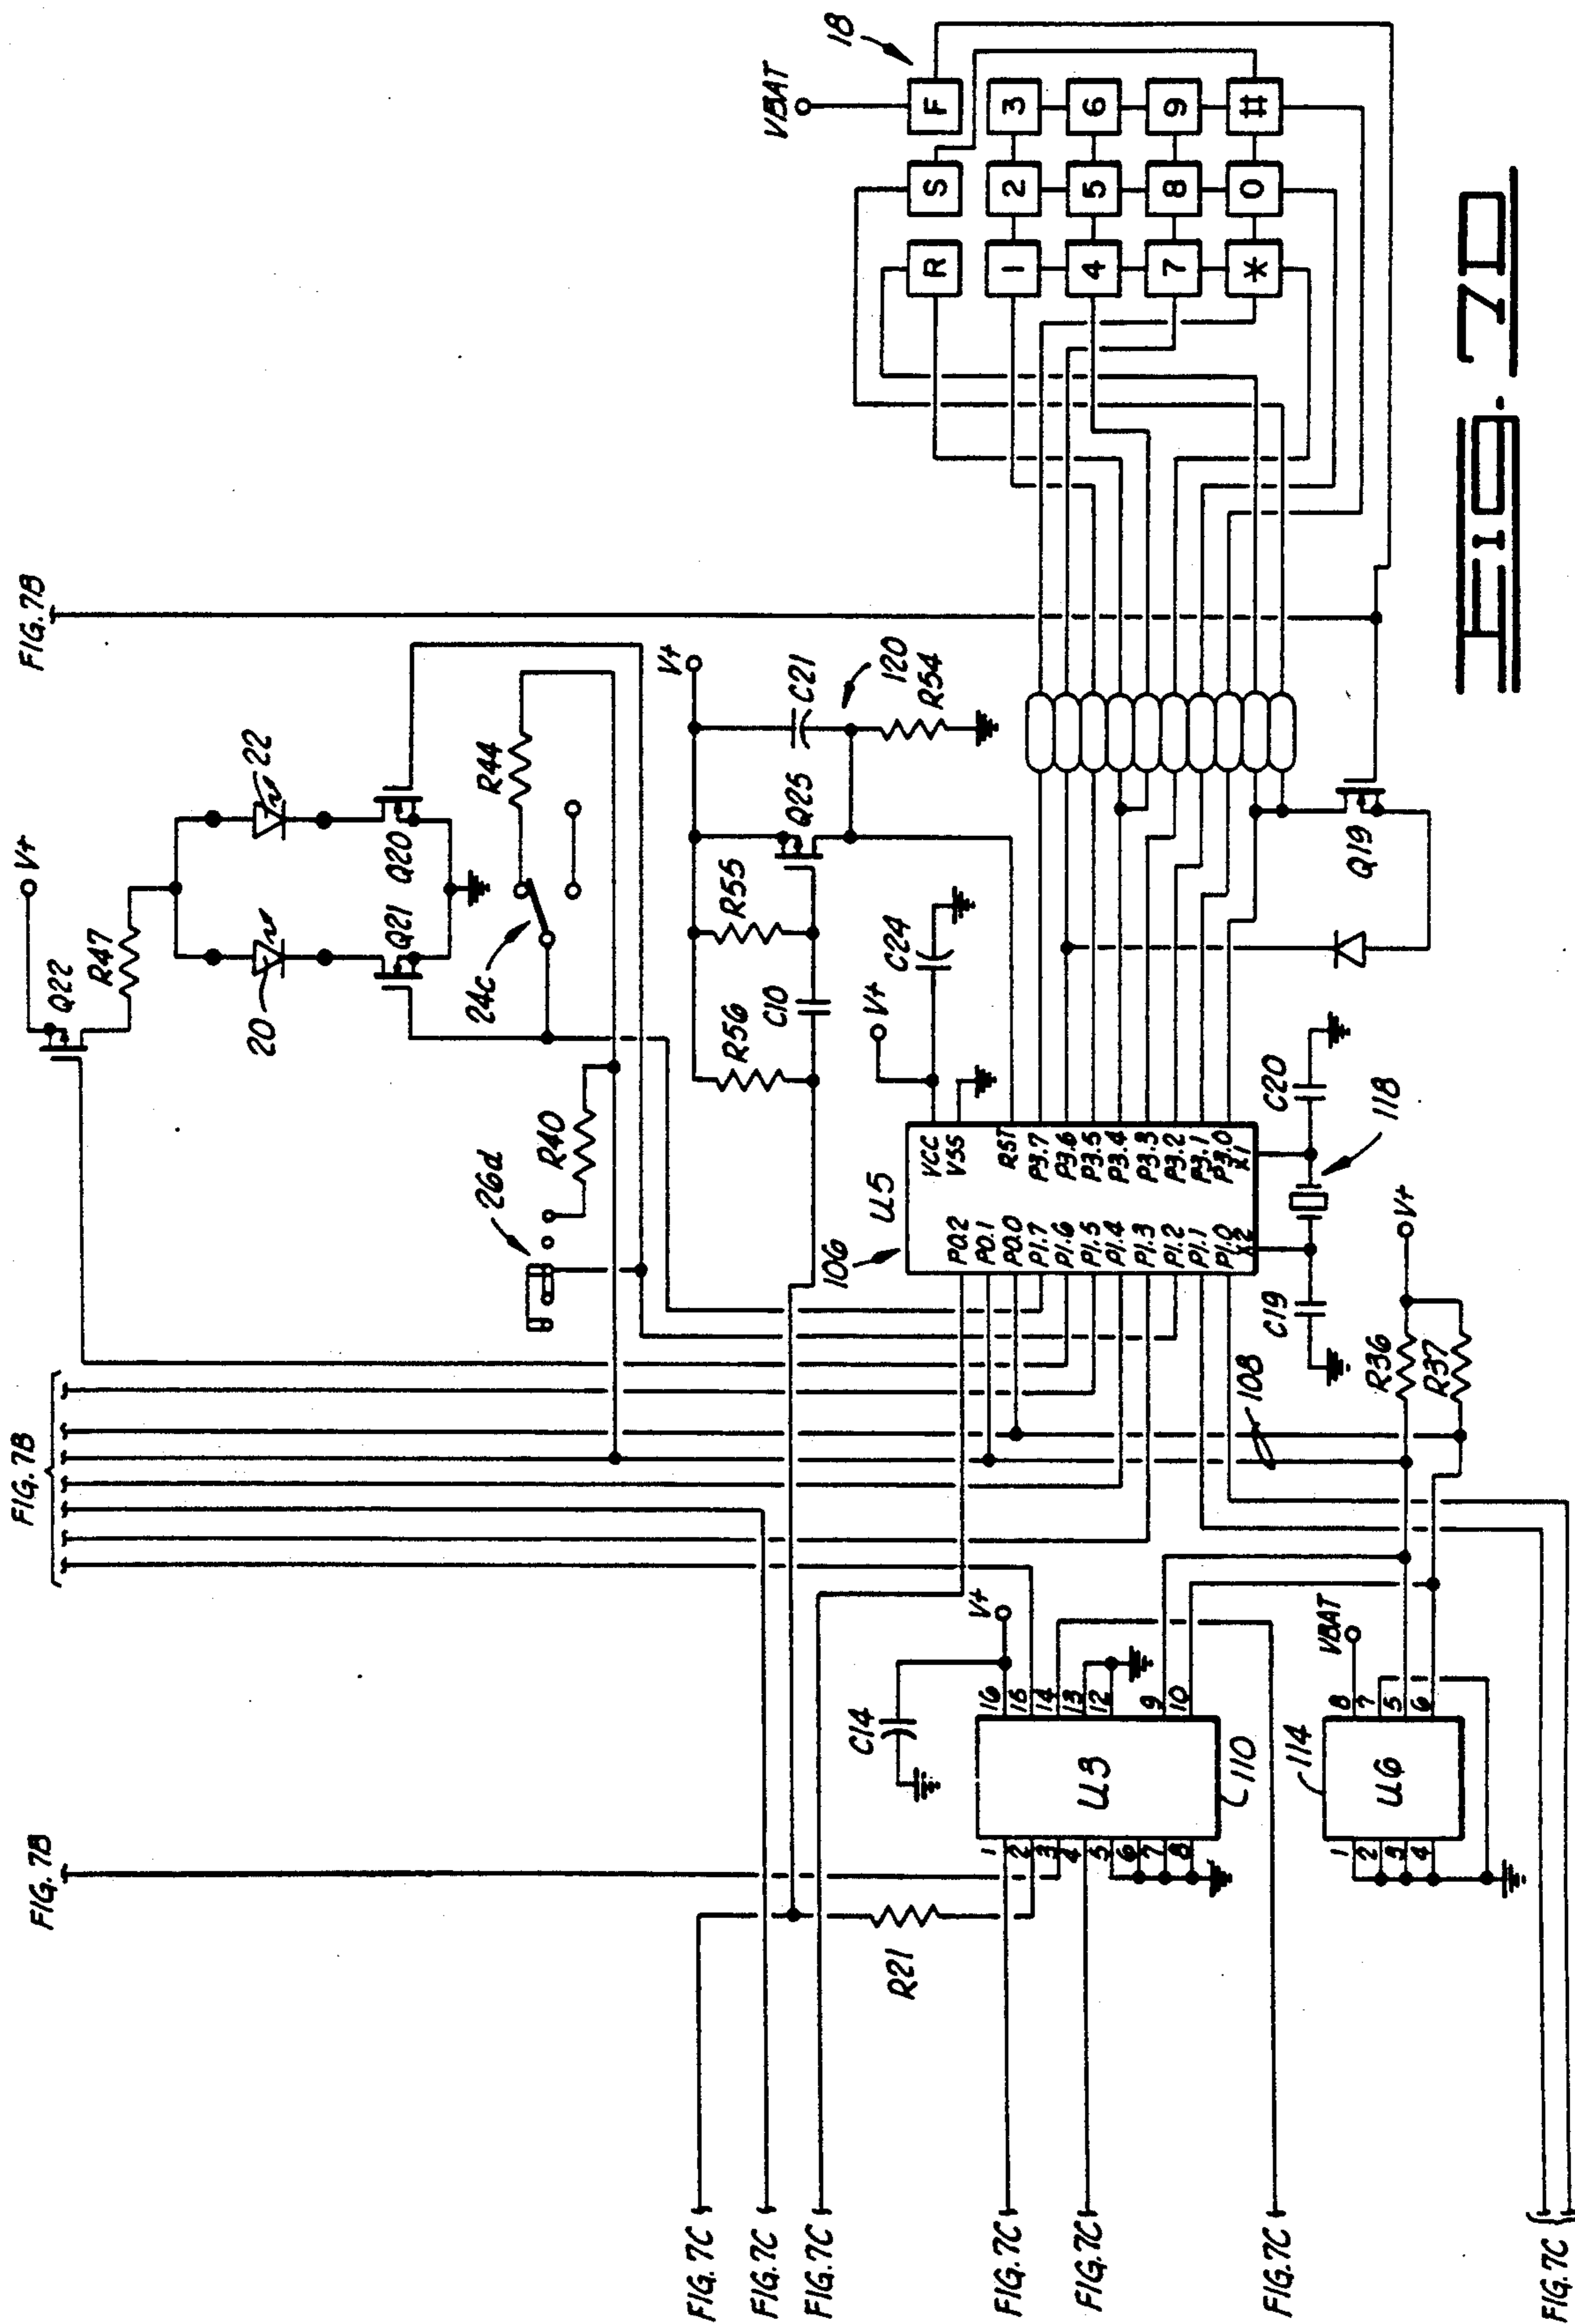 FIG. 7B
FIG. 7B
FIG. 7B
V+
Q22
R47
20
22
Q21
Q20
24c
R44
26d
R40
V+
R56
R55
C10
Q25
C21
120
R54
V+
C24
106
U5
P0.2
P0.1
P0.0
P1.7
P1.6
P1.5
P1.4
P1.3
P1.2
P1.1
P1.0
X2
VCC
VSS
RST
P3.7
P3.6
P3.5
P3.4
P3.3
P3.2
P3.1
P3.0
X1
C19
C20
118
Q19
VBAT
18
R S F
1 2 3
4 5 6
7 8 9
* 0 #
V+
R36
R37
108
R21
C14
V+
U3
110
1
2
3
4
5
6
7
8
16
15
14
13
12
9
10
VBAT
114
U6
1
2
3
4
8
7
5
6
FIG. 7C
FIG. 7C
FIG. 7C
FIG. 7C
FIG. 7C
FIG. 7C
FIG. 7C
FIG. 7D